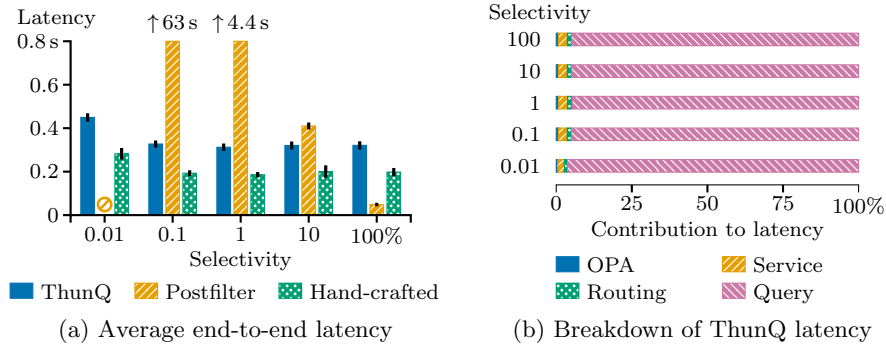 Latency
↑63 s ↑4.4 s
0.8 s
0.6
0.4
0.2
0
0.01 0.1 1 10 100%
Selectivity
ThunQ Postfilter Hand-crafted
(a) Average end-to-end latency
Selectivity
100
10
1
0.1
0.01
0 25 50 75 100%
Contribution to latency
OPA Service
Routing Query
(b) Breakdown of ThunQ latency